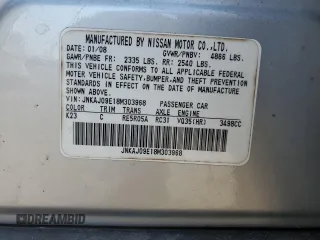 MANUFACTURED BY NISSAN MOTOR CO.,LTD.
DATE: 01/08 GVWR/PNBV: 4866 LBS.
GAWR/PNBE FR: 2335 LBS. RR: 2540 LBS.
THIS VEHICLE CONFORMS TO ALL APPLICABLE FEDERAL
MOTOR VEHICLE SAFETY,BUMPER,AND THEFT PREVENTION
STANDARDS IN EFFECT ON THE DATE OF MANUFACTURE
SHOWN ABOVE.
VIN:JNKAJ09E18M303968 PASSENGER CAR
COLOR TRIM TRANS AXLE ENGINE
K23 C RE5R05A RC31 VQ35(HR) 3498CC
JNKAJ09E18M303968
DREAMBID